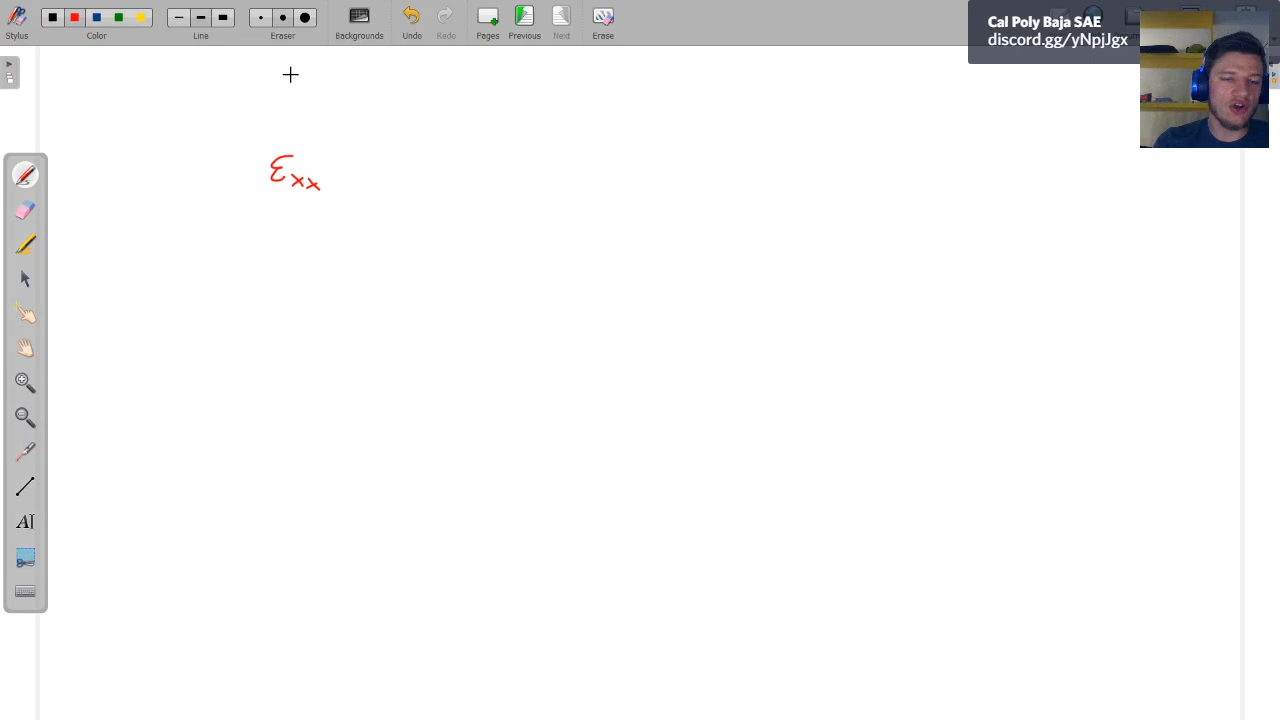 Stylus
Color
Line
Eraser
Backgrounds
Undo
Redo
Pages
Previous
Next
Erase
Cal Poly Baja SAE
discord.gg/yNpjJgx
εxx
AI